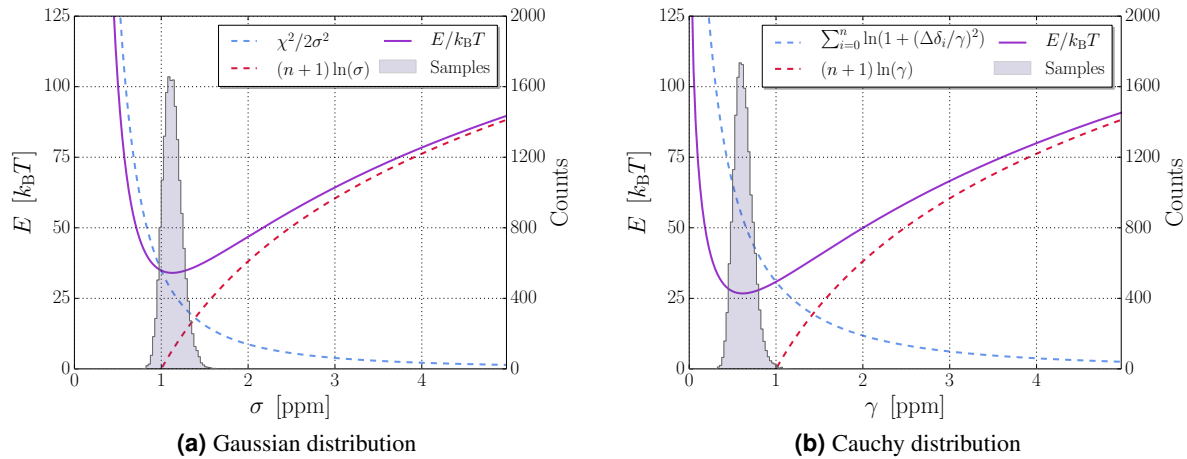 125
100
75
50
25
0
E [k_BT]
χ²/2σ²
(n + 1) ln(σ)
E/k_BT
Samples
2000
1600
1200
800
400
0
Counts
0 1 2 3 4
σ [ppm]
(a) Gaussian distribution
125
100
75
50
25
0
E [k_BT]
∑ⁿᵢ₌₀ ln(1 + (Δδᵢ/γ)²)
(n + 1) ln(γ)
E/k_BT
Samples
2000
1600
1200
800
400
0
Counts
0 1 2 3 4
γ [ppm]
(b) Cauchy distribution